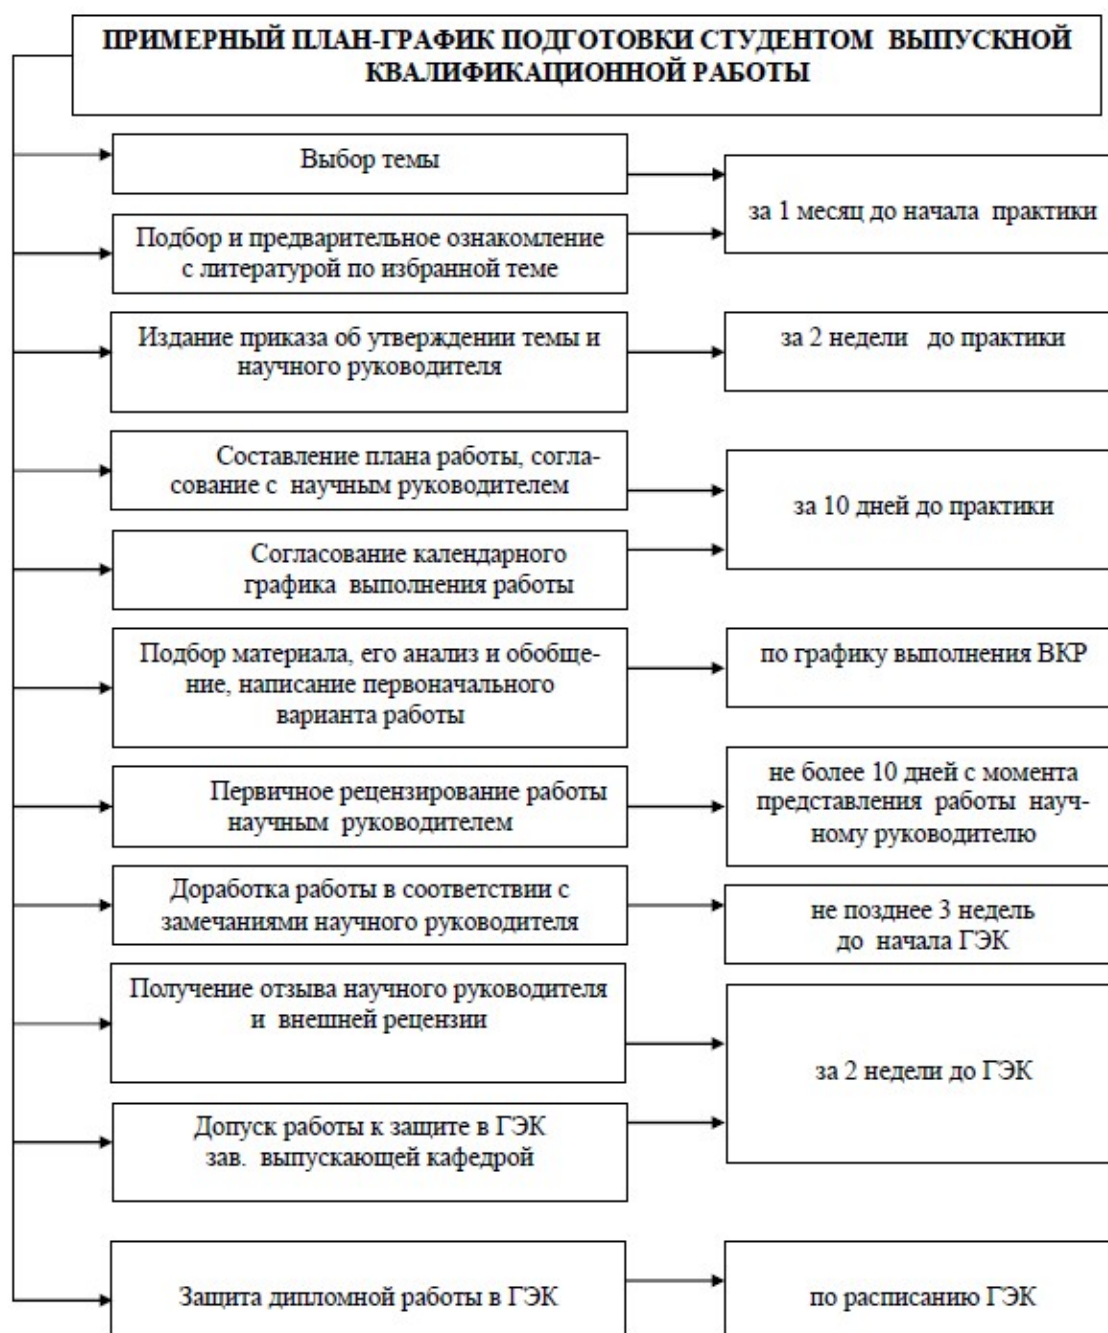 ПРИМЕРНЫЙ ПЛАН-ГРАФИК ПОДГОТОВКИ СТУДЕНТОМ ВЫПУСКНОЙ
КВАЛИФИКАЦИОННОЙ РАБОТЫ
Выбор темы
Подбор и предварительное ознакомление
с литературой по избранной теме
за 1 месяц до начала практики
Издание приказа об утверждении темы и
научного руководителя
за 2 недели до практики
Составление плана работы, согла-
сование с научным руководителем
Согласование календарного
графика выполнения работы
за 10 дней до практики
Подбор материала, его анализ и обобще-
ние, написание первоначального
варианта работы
по графику выполнения ВКР
Первичное рецензирование работы
научным руководителем
не более 10 дней с момента
представления работы науч-
ному руководителю
Доработка работы в соответствии с
замечаниями научного руководителя
не позднее 3 недель
до начала ГЭК
Получение отзыва научного руководителя
и внешней рецензии
Допуск работы к защите в ГЭК
зав. выпускающей кафедрой
за 2 недели до ГЭК
Защита дипломной работы в ГЭК
по расписанию ГЭК